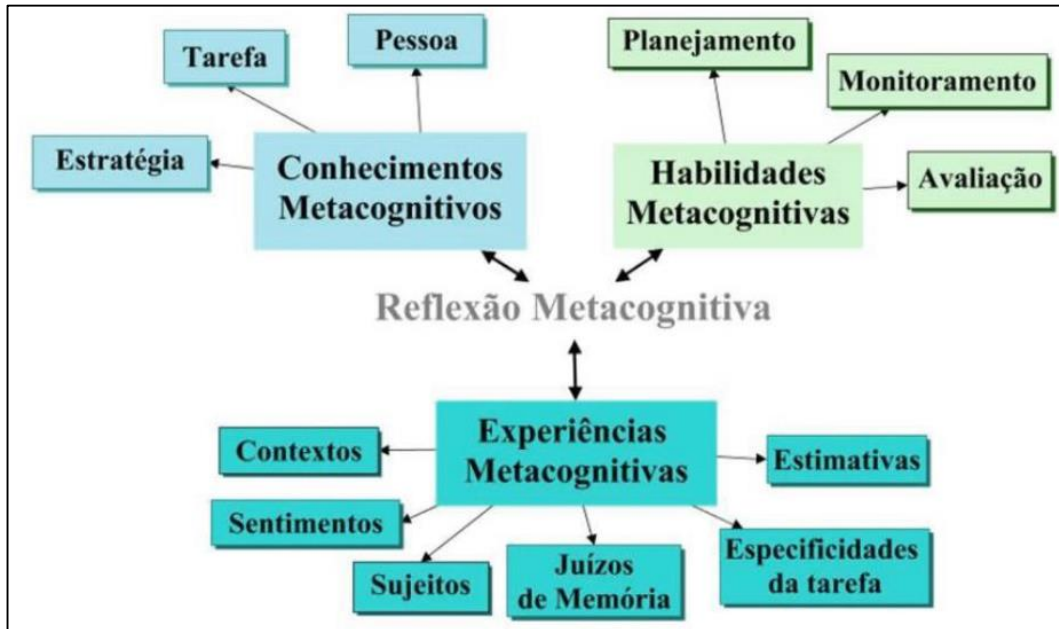 Tarefa
Pessoa
Estratégia
Conhecimentos
Metacognitivos
Planejamento
Monitoramento
Habilidades
Metacognitivas
Avaliação
Reflexão Metacognitiva
Experiências
Metacognitivas
Contextos
Sentimentos
Sujeitos
Juízos
de Memória
Especificidades
da tarefa
Estimativas